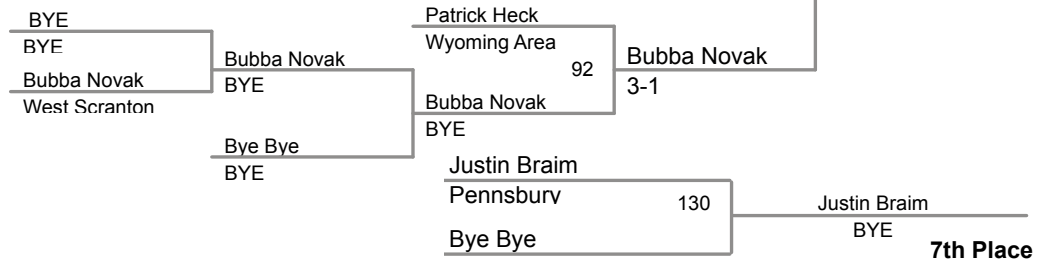 BYE
BYE
Bubba Novak
West Scranton
Bubba Novak
BYE
Bye Bye
BYE
Patrick Heck
Wyoming Area
92
Bubba Novak
BYE
Bubba Novak
3-1
Justin Braim
Pennsbury
130
Bye Bye
Justin Braim
BYE
7th Place